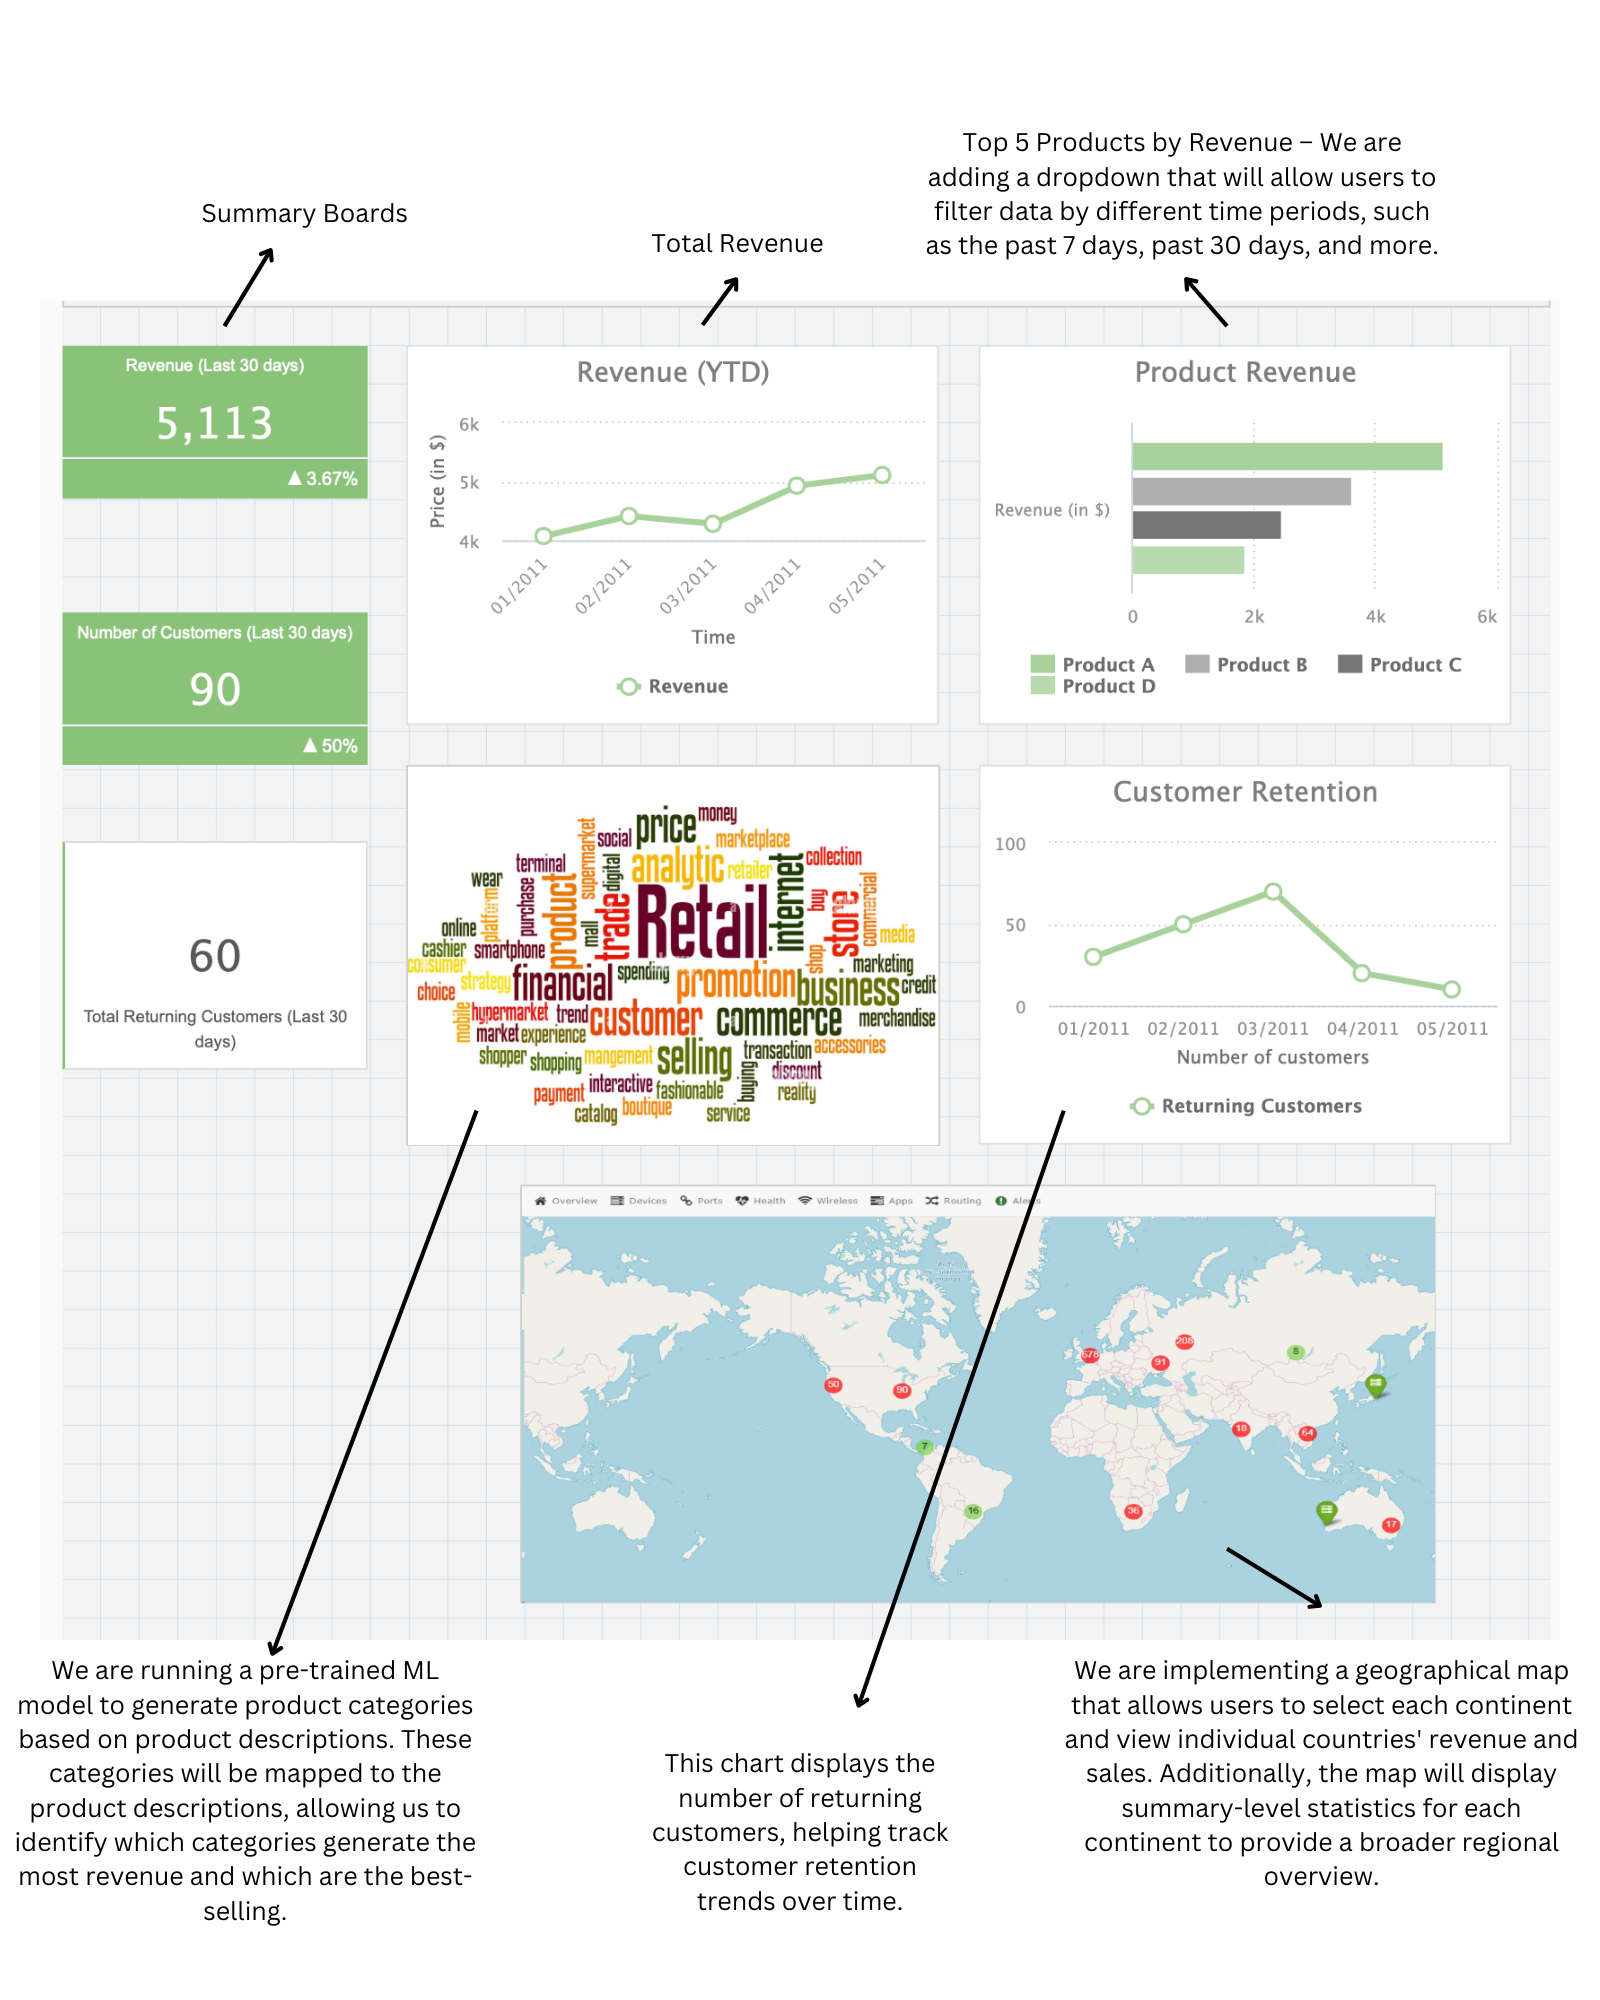 Top 5 Products by Revenue – We are
adding a dropdown that will allow users to
filter data by different time periods, such
as the past 7 days, past 30 days, and more.
Summary Boards
Total Revenue
Revenue (Last 30 days)
5,113
▲3.67%
Number of Customers (Last 30 days)
90
▲50%
60
Total Returning Customers (Last 30
days)
Revenue (YTD)
Price (in $)
6k
5k
4k
01/2011
02/2011
03/2011
04/2011
05/2011
Time
Revenue
Product Revenue
Revenue (in $)
0
2k
4k
6k
Product A
Product B
Product C
Product D
price
money
social
supermarket
marketplace
terminal
digital
analytic
retailer
internet
collection
wear
platform
purchase
product
trade
Retail
buy
store
commercial
online
mall
media
cashier
smartphone
shop
consumer
strategy
financial
spending
promotion
marketing
choice
business
credit
mobile
hypermarket
trend
customer
commerce
merchandise
market
experience
shopper
shopping
mangement
selling
transaction
accessories
buying
discount
payment
interactive
fashionable
reality
catalog
boutique
service
Customer Retention
100
50
0
01/2011
02/2011
03/2011
04/2011
05/2011
Number of customers
Returning Customers
Overview
Devices
Ports
Health
Wireless
Apps
Routing
Alerts
678
208
91
8
50
90
18
64
7
16
36
17
We are running a pre-trained ML
model to generate product categories
based on product descriptions. These
categories will be mapped to the
product descriptions, allowing us to
identify which categories generate the
most revenue and which are the best-
selling.
This chart displays the
number of returning
customers, helping track
customer retention
trends over time.
We are implementing a geographical map
that allows users to select each continent
and view individual countries' revenue and
sales. Additionally, the map will display
summary-level statistics for each
continent to provide a broader regional
overview.